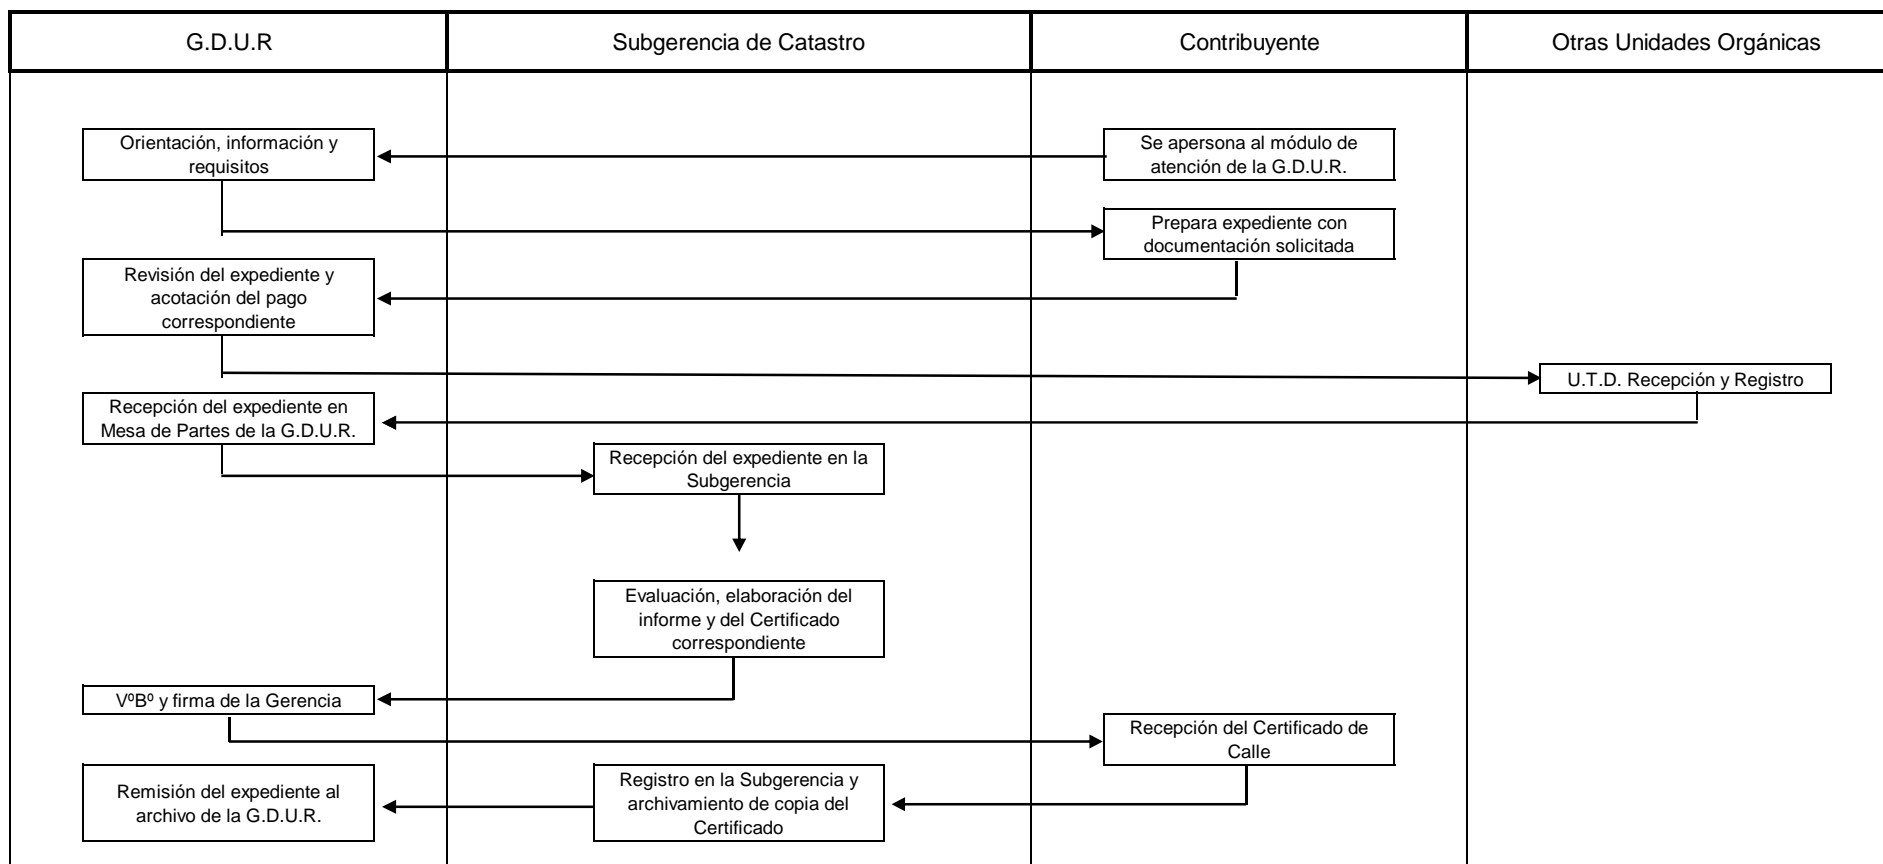 G.D.U.R
Subgerencia de Catastro
Contribuyente
Otras Unidades Orgánicas
Orientación, información y
requisitos
Se apersona al módulo de
atención de la G.D.U.R.
Prepara expediente con
documentación solicitada
Revisión del expediente y
acotación del pago
correspondiente
U.T.D. Recepción y Registro
Recepción del expediente en
Mesa de Partes de la G.D.U.R.
Recepción del expediente en la
Subgerencia
Evaluación, elaboración del
informe y del Certificado
correspondiente
VºBº y firma de la Gerencia
Recepción del Certificado de
Calle
Registro en la Subgerencia y
archivamiento de copia del
Certificado
Remisión del expediente al
archivo de la G.D.U.R.